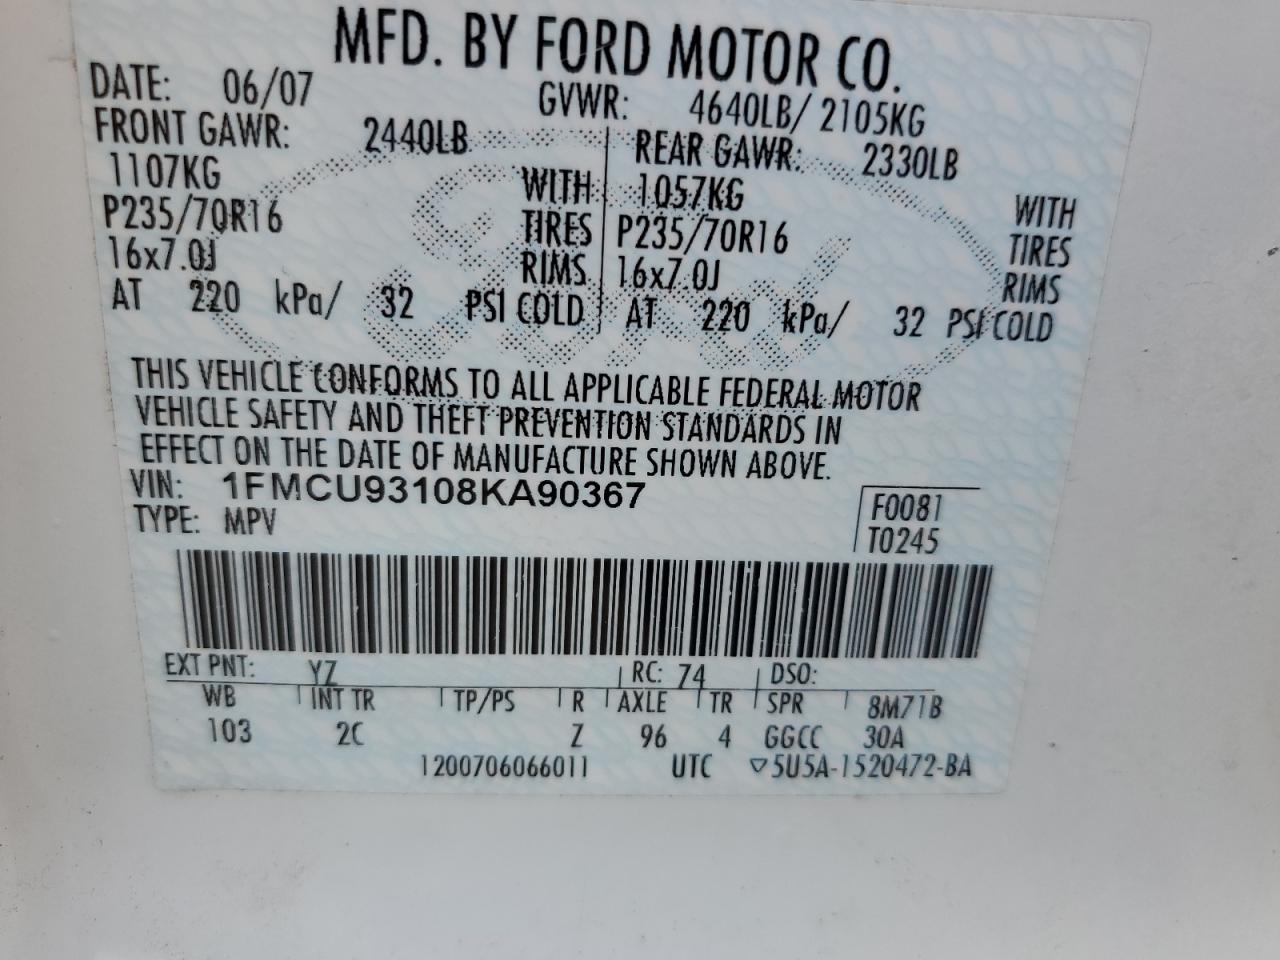 MFD. BY FORD MOTOR CO.
DATE: 06/07 GVWR: 4640LB/ 2105KG
FRONT GAWR: 2440LB REAR GAWR: 2330LB
1107KG WITH 1057KG WITH
P235/70R16 TIRES P235/70R16 TIRES
16x7.0J RIMS 16x7.0J RIMS
AT 220 kPa/ 32 PSI COLD AT 220 kPa/ 32 PSI COLD
THIS VEHICLE CONFORMS TO ALL APPLICABLE FEDERAL MOTOR
VEHICLE SAFETY AND THEFT PREVENTION STANDARDS IN
EFFECT ON THE DATE OF MANUFACTURE SHOWN ABOVE.
VIN: 1FMCU93108KA90367 F0081
TYPE: MPV T0245
EXT PNT: YZ RC: 74 DSO:
WB INT TR TP/PS R AXLE TR SPR 8M71B
103 2C Z 96 4 GGCC 30A
1200706066011 UTC ▽5U5A-1520472-BA